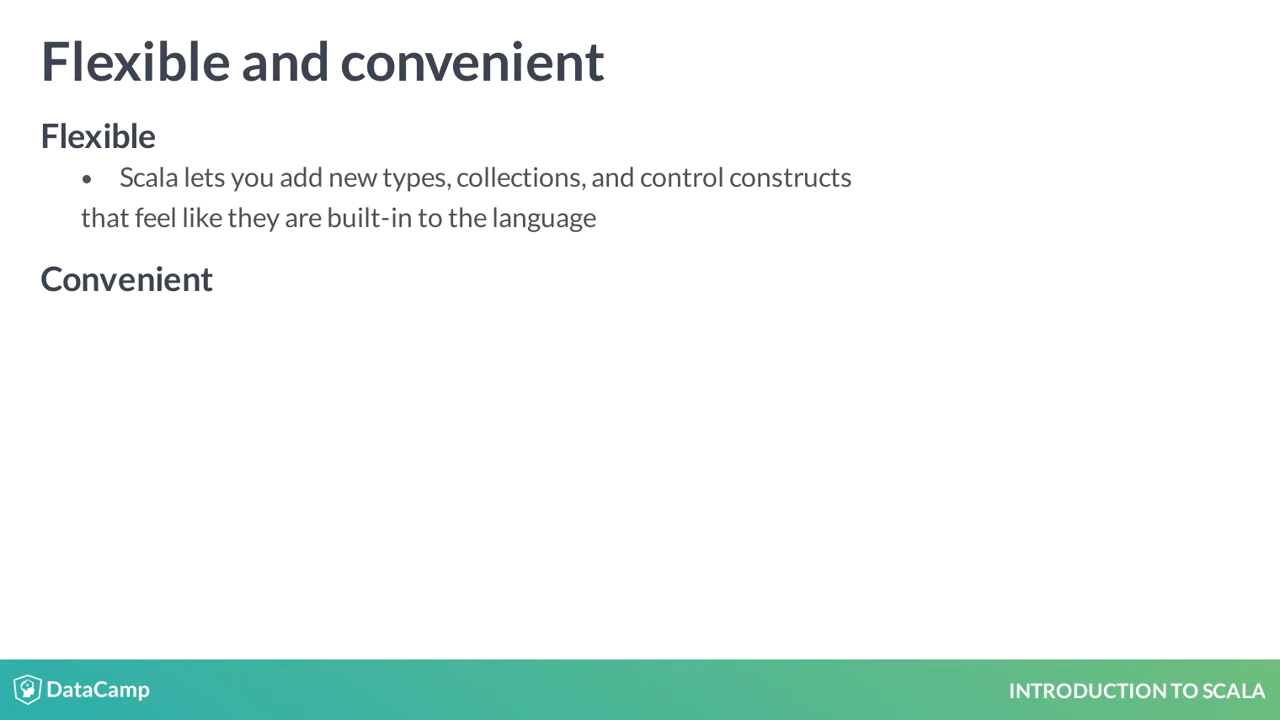 Flexible and convenient
Flexible
• Scala lets you add new types, collections, and control constructs
that feel like they are built-in to the language
Convenient
DataCamp
INTRODUCTION TO SCALA